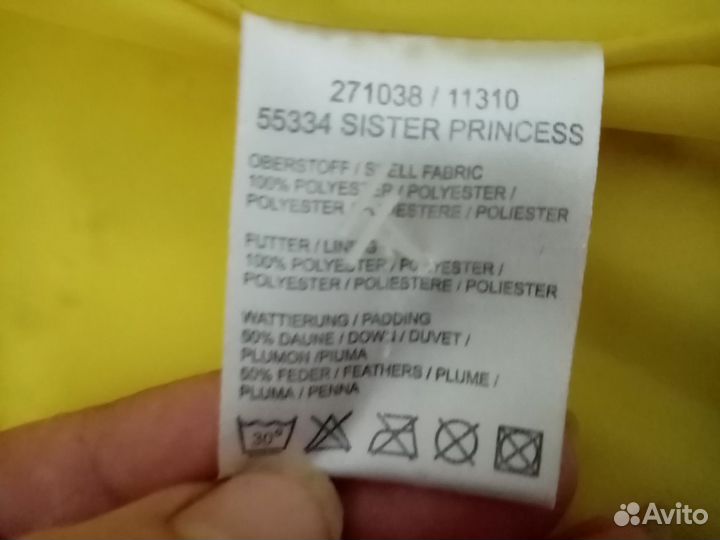 271038 / 11310
55334 SISTER PRINCESS
OBERSTOFF / SHELL FABRIC
100% POLYESTER / POLYESTER /
POLYESTER / POLIESTERE / POLIESTER
FUTTER / LINING
100% POLYESTER / POLYESTER /
POLYESTER / POLIESTERE / POLIESTER
WATTIERUNG / PADDING
50% DAUNE / DOWN / DUVET /
PLUMON /PIUMA
50% FEDER / FEATHERS / PLUME /
PLUMA / PENNA
30°
Avito